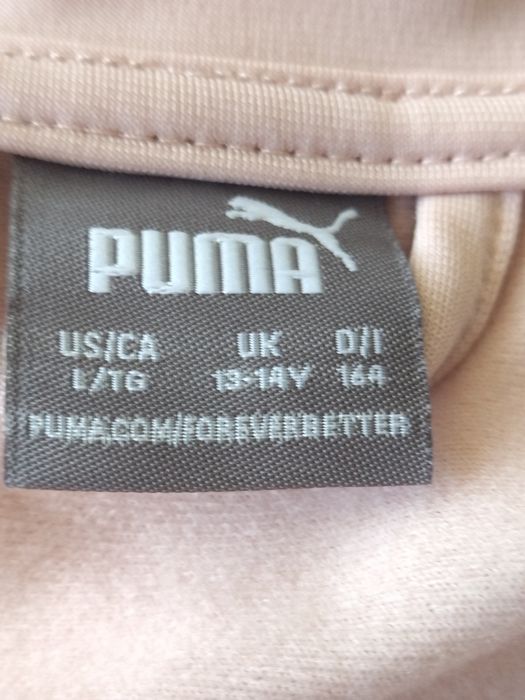 PUMA
US/CA UK D/I
L/TG 13-14Y 164
PUMA.COM/FOREVERBETTER